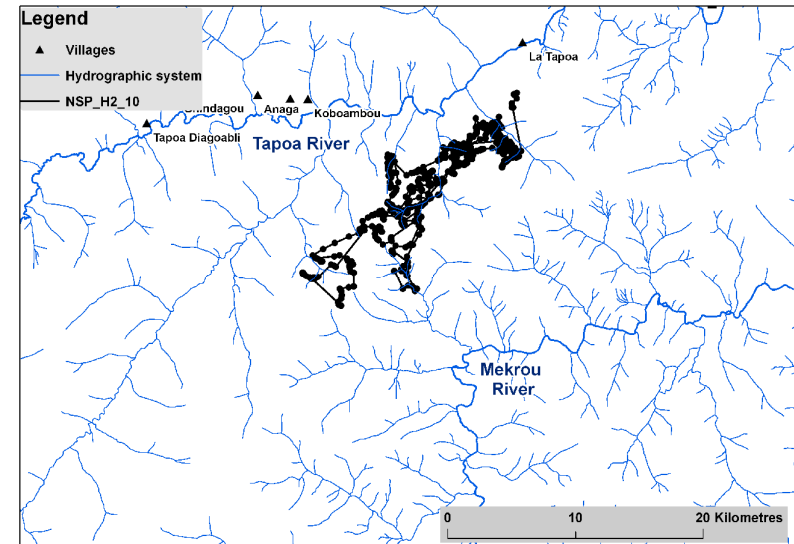 Legend
Villages
Hydrographic system
NSP_H2_10
La Tapoa
Anaga
Koboambou
Tapoa Diagoabli
Tapoa River
Mekrou
River
0 10 20 Kilometres